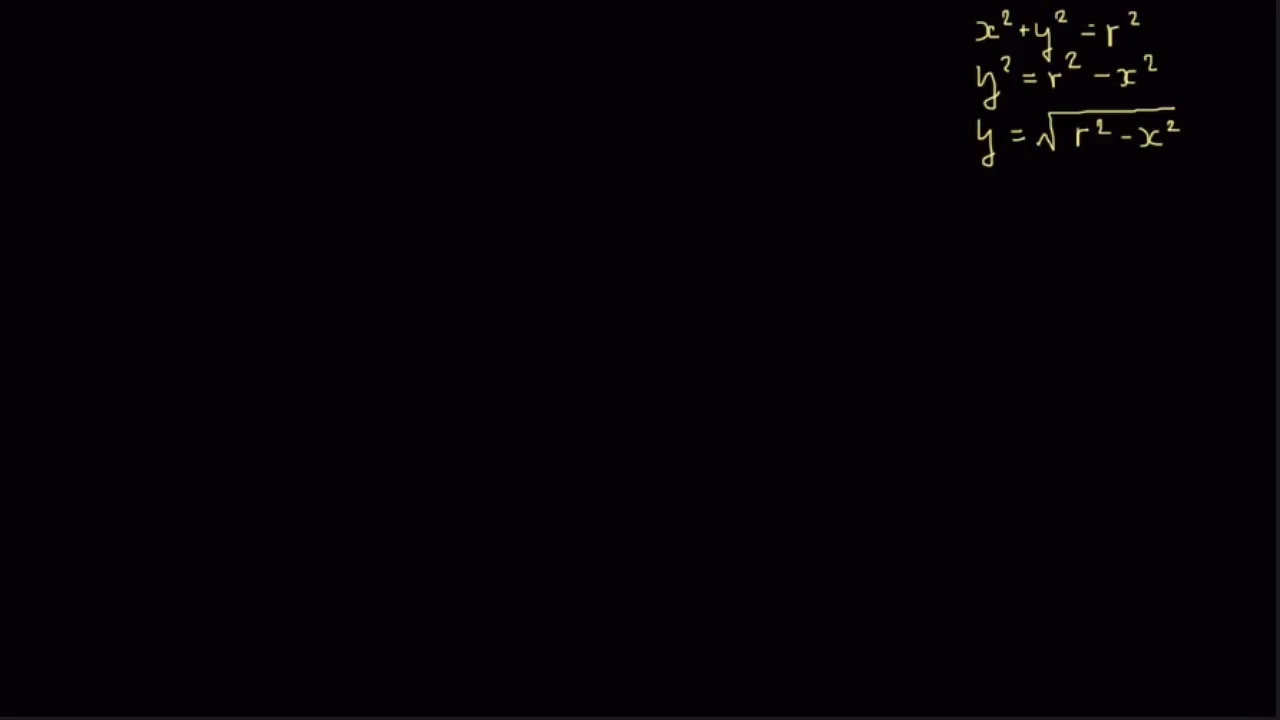 x² + y² = r²
y² = r² - x²
y = √(r² - x²)